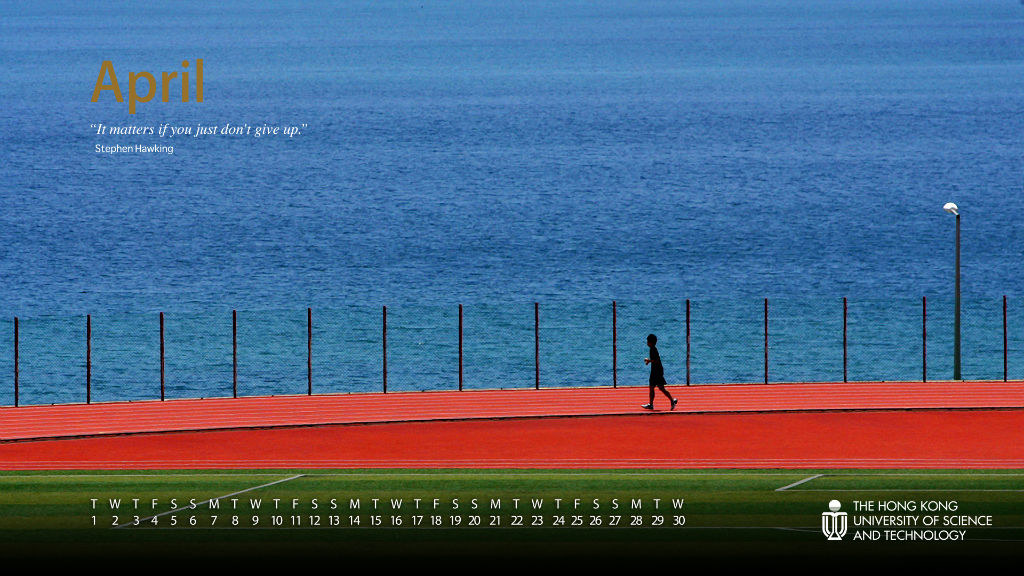 April
“It matters if you just don't give up.”
Stephen Hawking
T W T F S S M T W T F S S M T W T F S S M T W T F S S M T W
1 2 3 4 5 6 7 8 9 10 11 12 13 14 15 16 17 18 19 20 21 22 23 24 25 26 27 28 29 30
THE HONG KONG
UNIVERSITY OF SCIENCE
AND TECHNOLOGY